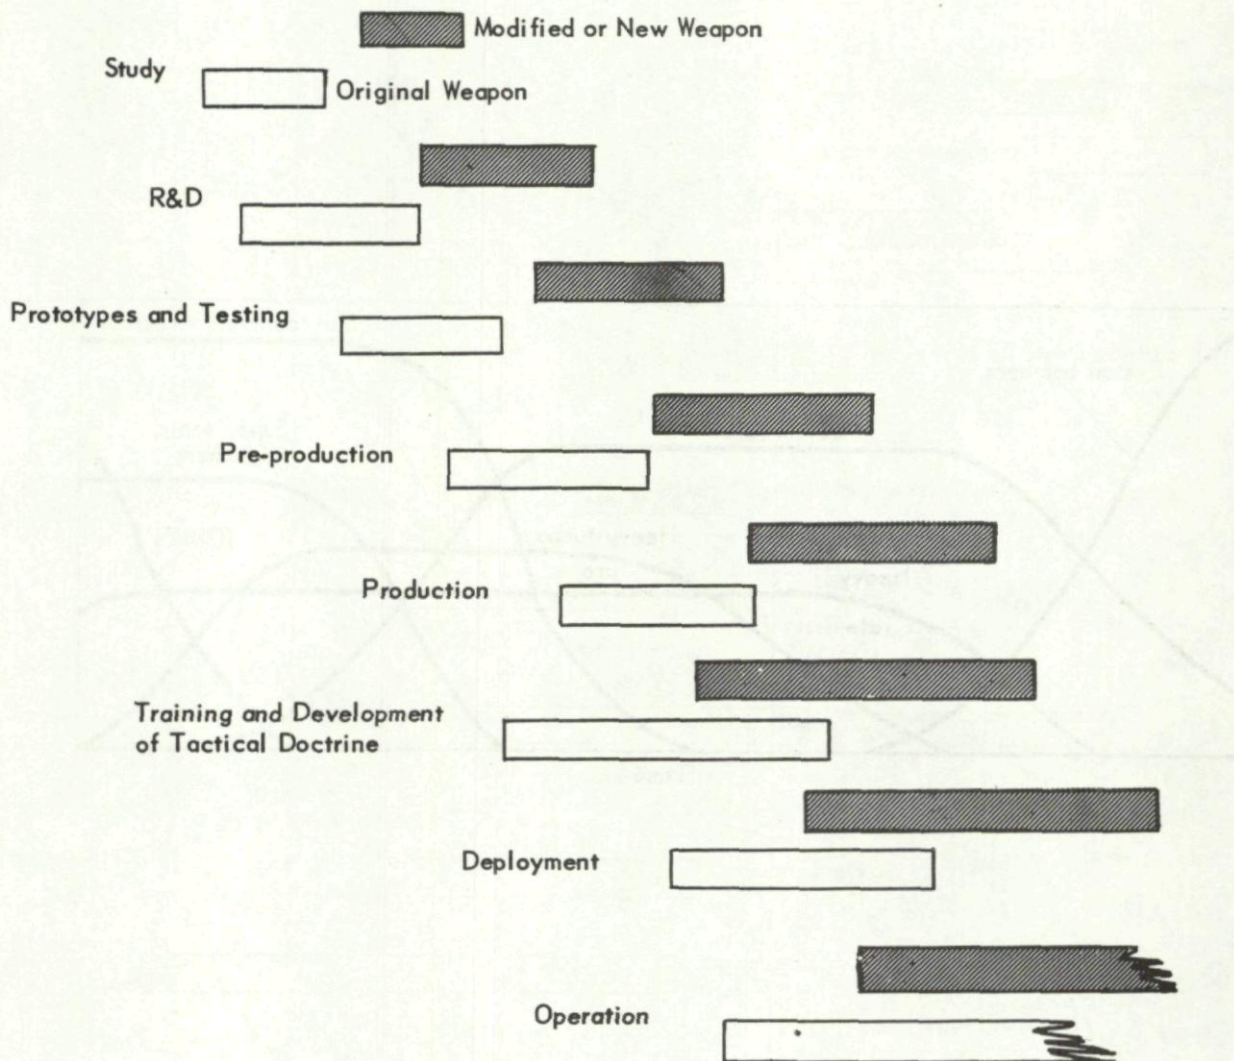 Modified or New Weapon
Study
Original Weapon
R&D
Prototypes and Testing
Pre-production
Production
Training and Development
of Tactical Doctrine
Deployment
Operation